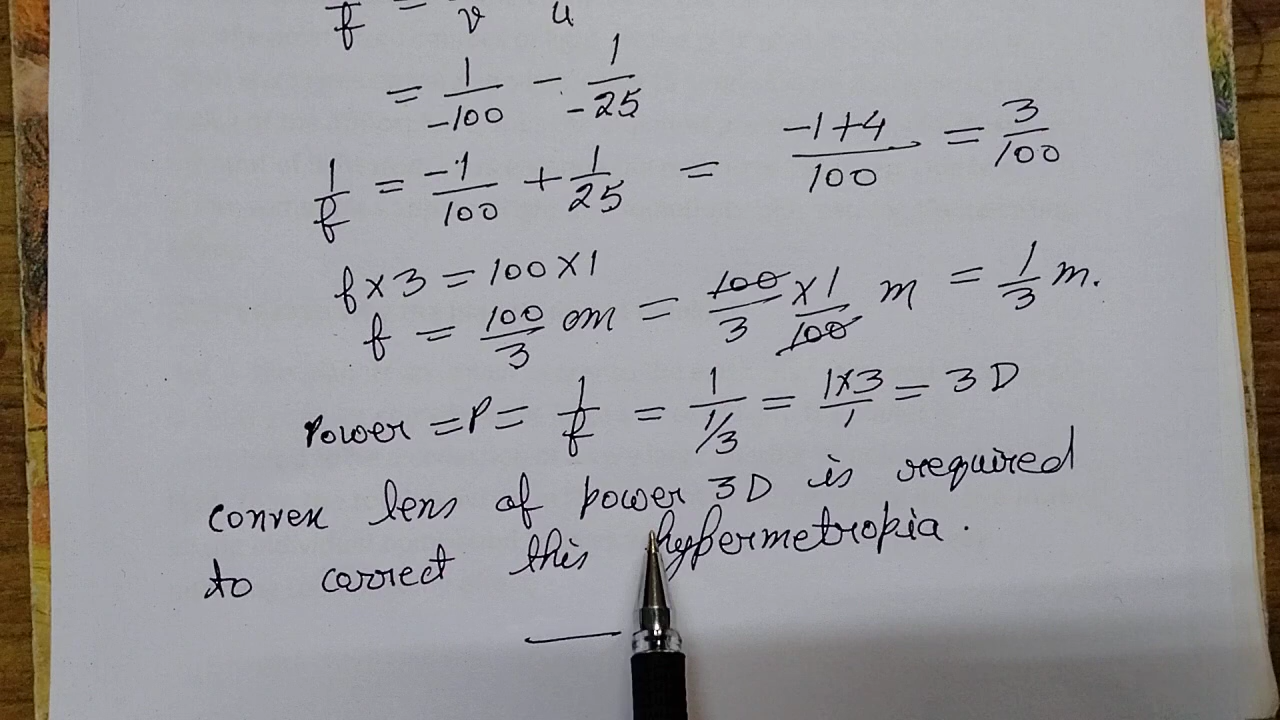 1/f = 1/v - 1/u
= 1/-100 - 1/-25
1/f = -1/100 + 1/25 = -1+4/100 = 3/100
f×3 = 100×1
f = 100/3 cm = 100/3 × 1/100 m = 1/3 m.
Power = P = 1/f = 1/1/3 = 1×3/1 = 3 D
convex lens of power 3D is required
to correct this hypermetropia.